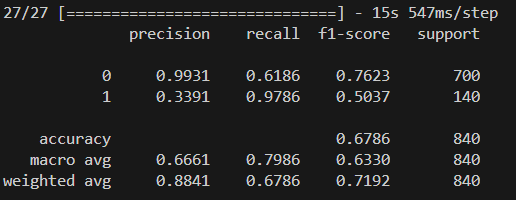 27/27 [==============================] - 15s 547ms/step
precision recall f1-score support
0 0.9931 0.6186 0.7623 700
1 0.3391 0.9786 0.5037 140
accuracy 0.6786 840
macro avg 0.6661 0.7986 0.6330 840
weighted avg 0.8841 0.6786 0.7192 840